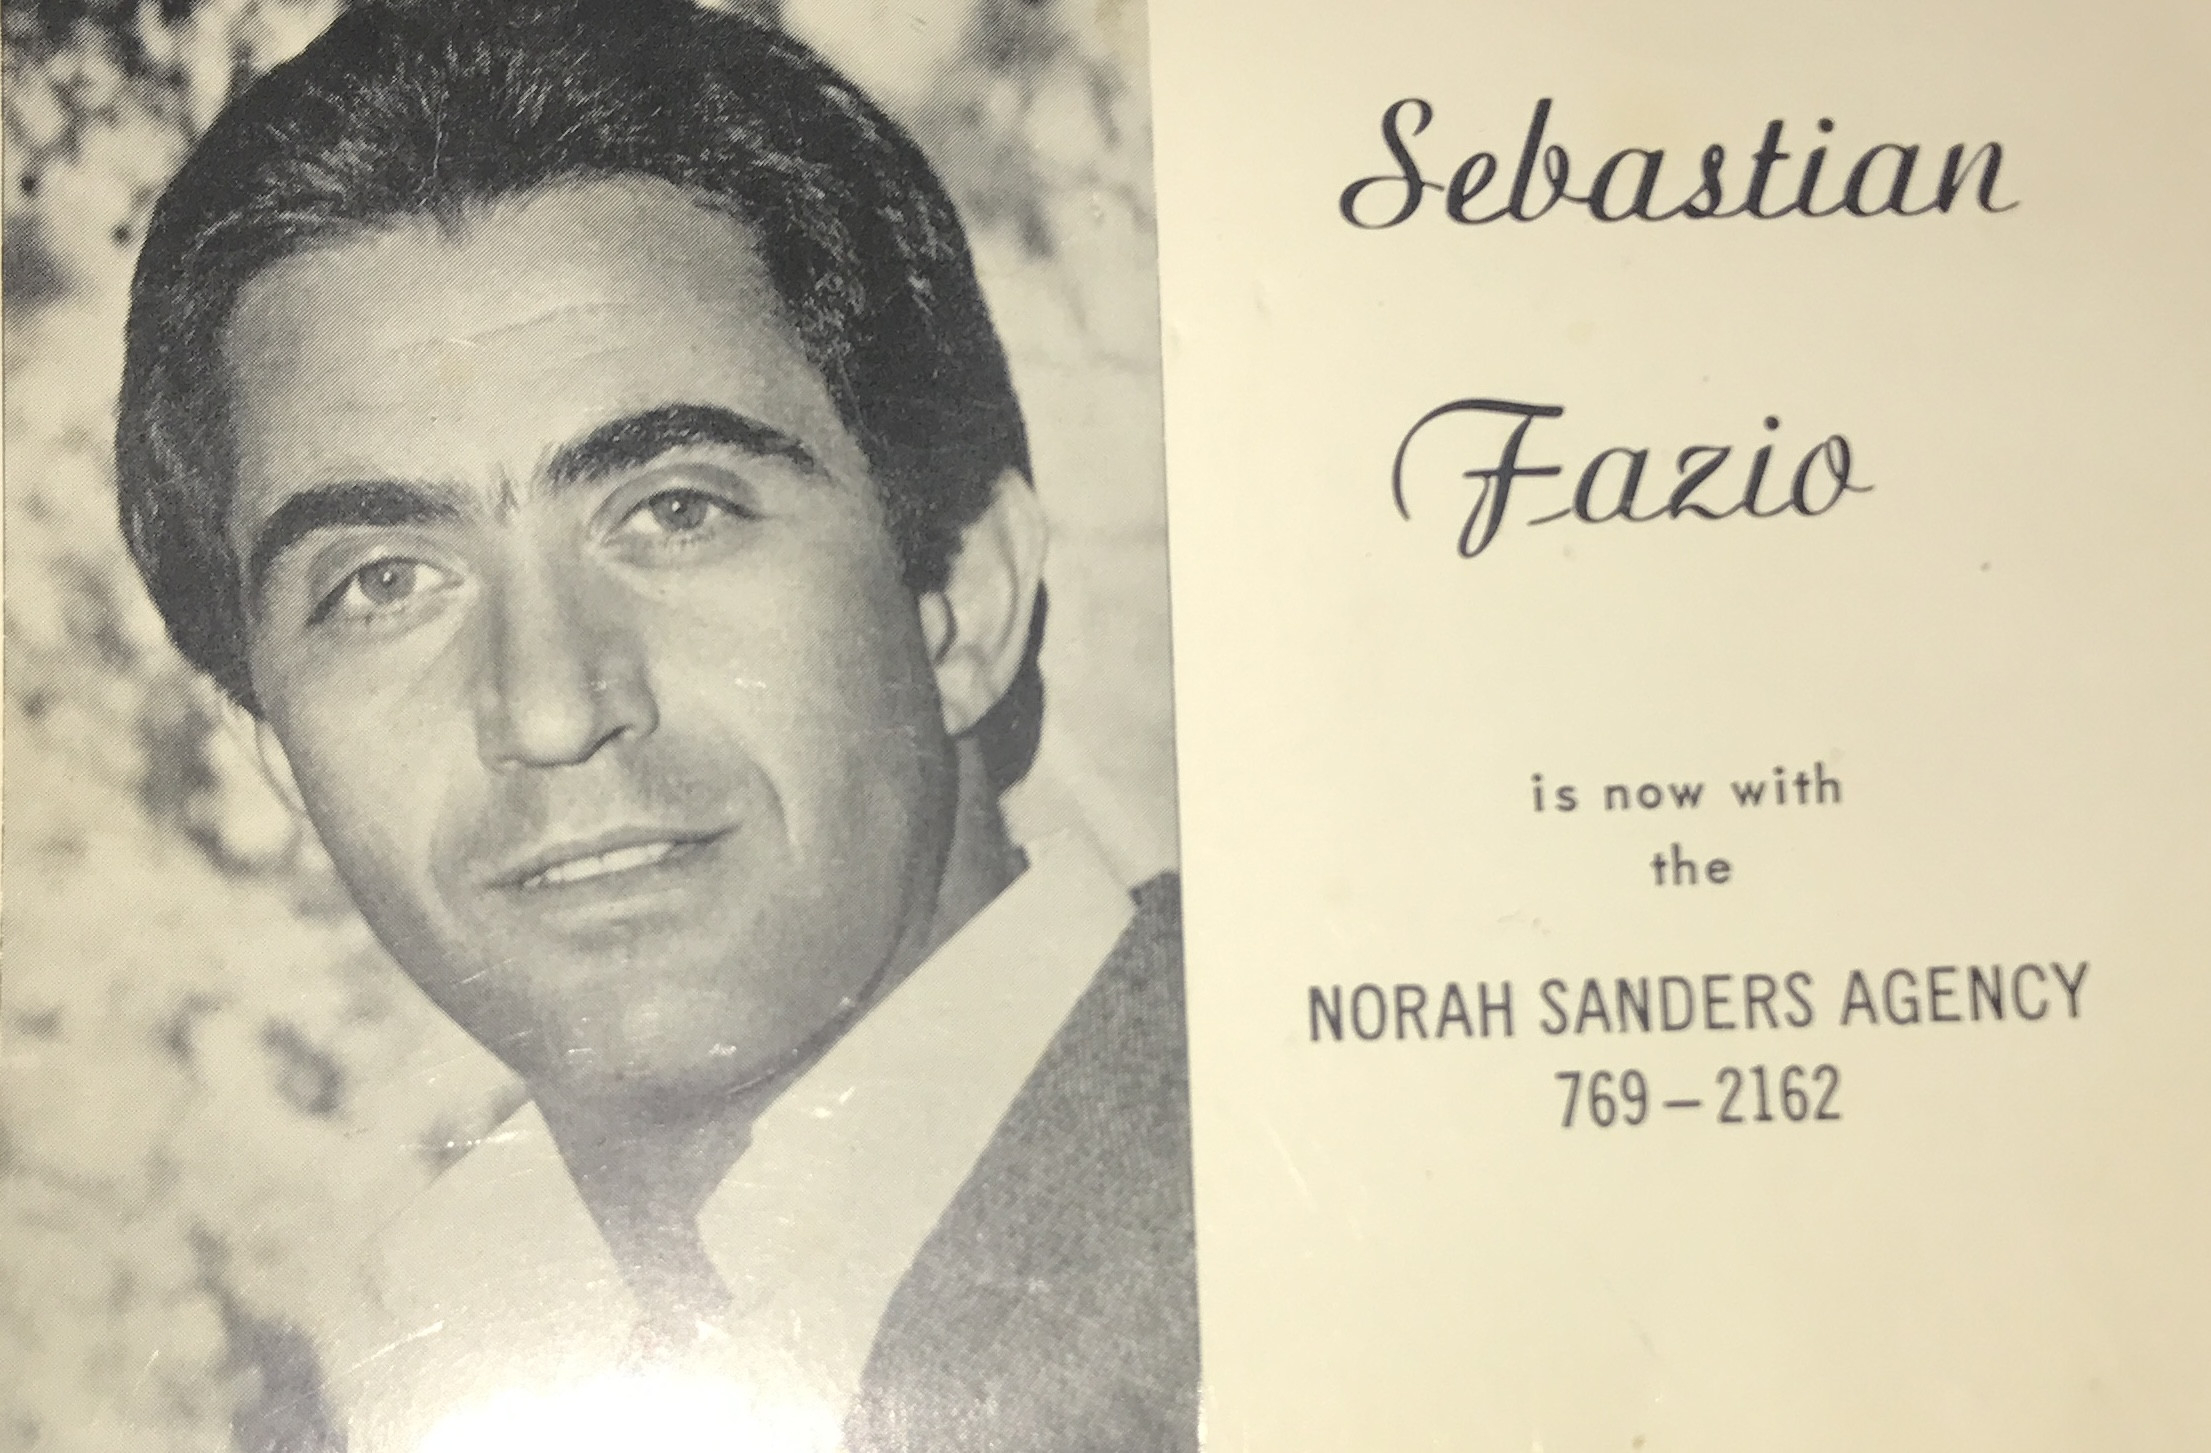 Sebastian
Fazio
is now with
the
NORAH SANDERS AGENCY
769 – 2162